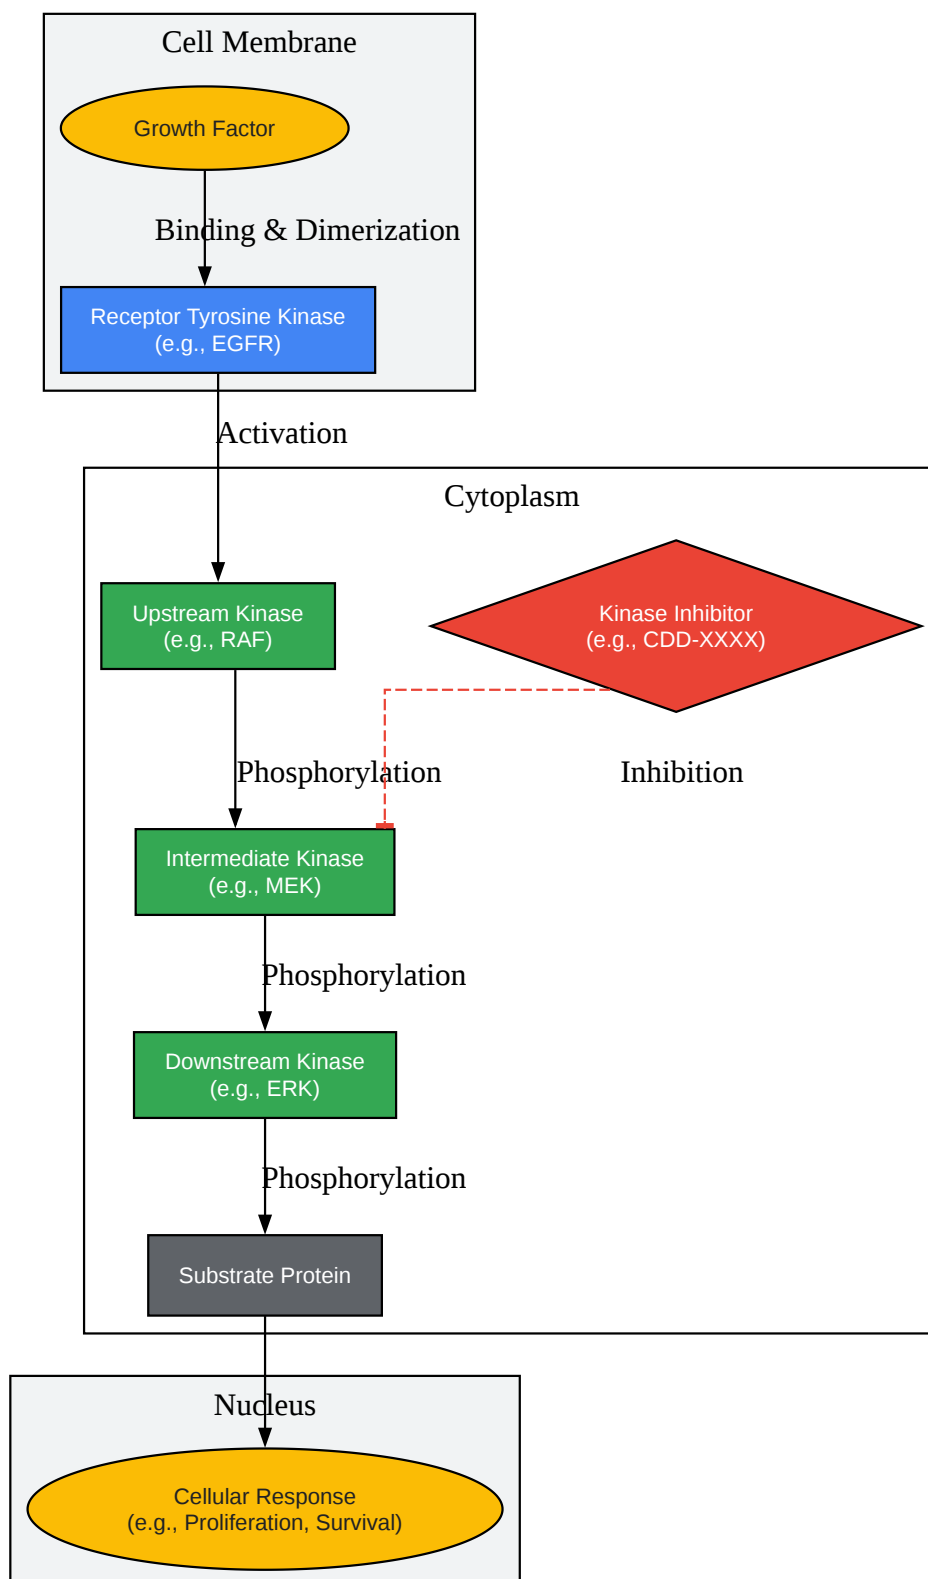 Cell Membrane
Growth Factor
Binding & Dimerization
Receptor Tyrosine Kinase
(e.g., EGFR)
Activation
Cytoplasm
Upstream Kinase
(e.g., RAF)
Kinase Inhibitor
(e.g., CDD-XXXX)
Phosphorylation
Inhibition
Intermediate Kinase
(e.g., MEK)
Phosphorylation
Downstream Kinase
(e.g., ERK)
Phosphorylation
Substrate Protein
Nucleus
Cellular Response
(e.g., Proliferation, Survival)